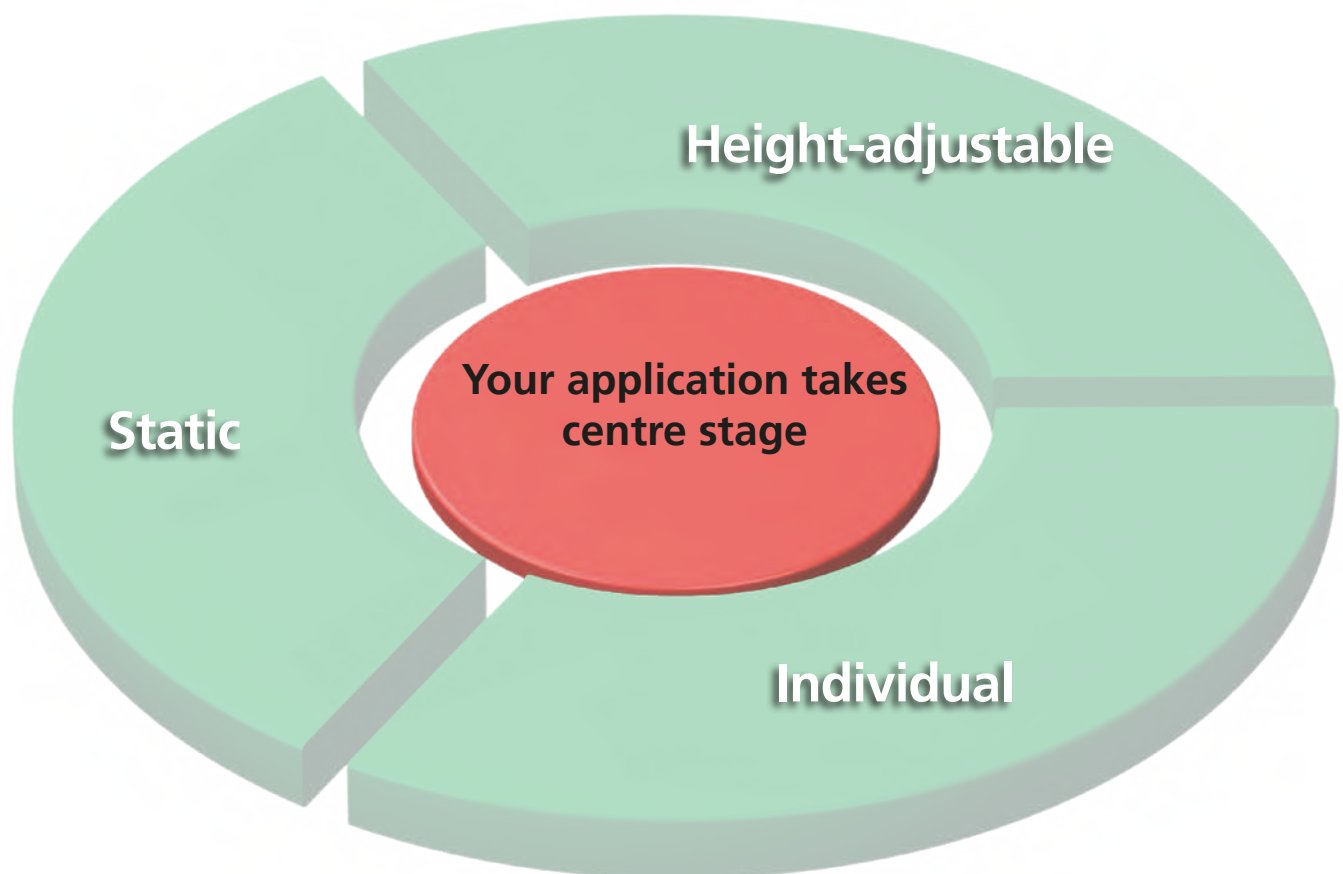 Height-adjustable
Your application takes
centre stage
Static
Individual